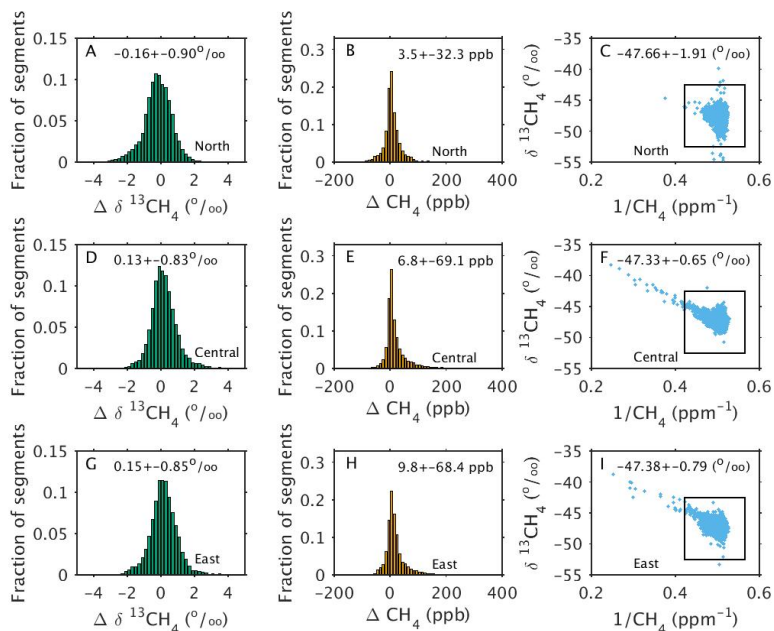 A
−0.16+−0.90°/oo
Fraction of segments
0.15
0.1
0.05
0
North
−4 −2 0 2 4
Δ δ ¹³CH₄ (°/oo)
B
3.5+−32.3 ppb
Fraction of segments
0.3
0.2
0.1
0
North
−200 0 200 400
Δ CH₄ (ppb)
C −47.66+−1.91 (°/oo)
δ ¹³CH₄ (°/oo)
−35
−40
−45
−50
−55
North
0.2 0.4 0.6
1/CH₄ (ppm⁻¹)
D
0.13+−0.83°/oo
Fraction of segments
0.15
0.1
0.05
0
Central
−4 −2 0 2 4
Δ δ ¹³CH₄ (°/oo)
E
6.8+−69.1 ppb
Fraction of segments
0.3
0.2
0.1
0
Central
−200 0 200 400
Δ CH₄ (ppb)
F −47.33+−0.65 (°/oo)
δ ¹³CH₄ (°/oo)
−35
−40
−45
−50
−55
Central
0.2 0.4 0.6
1/CH₄ (ppm⁻¹)
G
0.15+−0.85°/oo
Fraction of segments
0.15
0.1
0.05
0
East
−4 −2 0 2 4
Δ δ ¹³CH₄ (°/oo)
H
9.8+−68.4 ppb
Fraction of segments
0.3
0.2
0.1
0
East
−200 0 200 400
Δ CH₄ (ppb)
I −47.38+−0.79 (°/oo)
δ ¹³CH₄ (°/oo)
−35
−40
−45
−50
−55
East
0.2 0.4 0.6
1/CH₄ (ppm⁻¹)